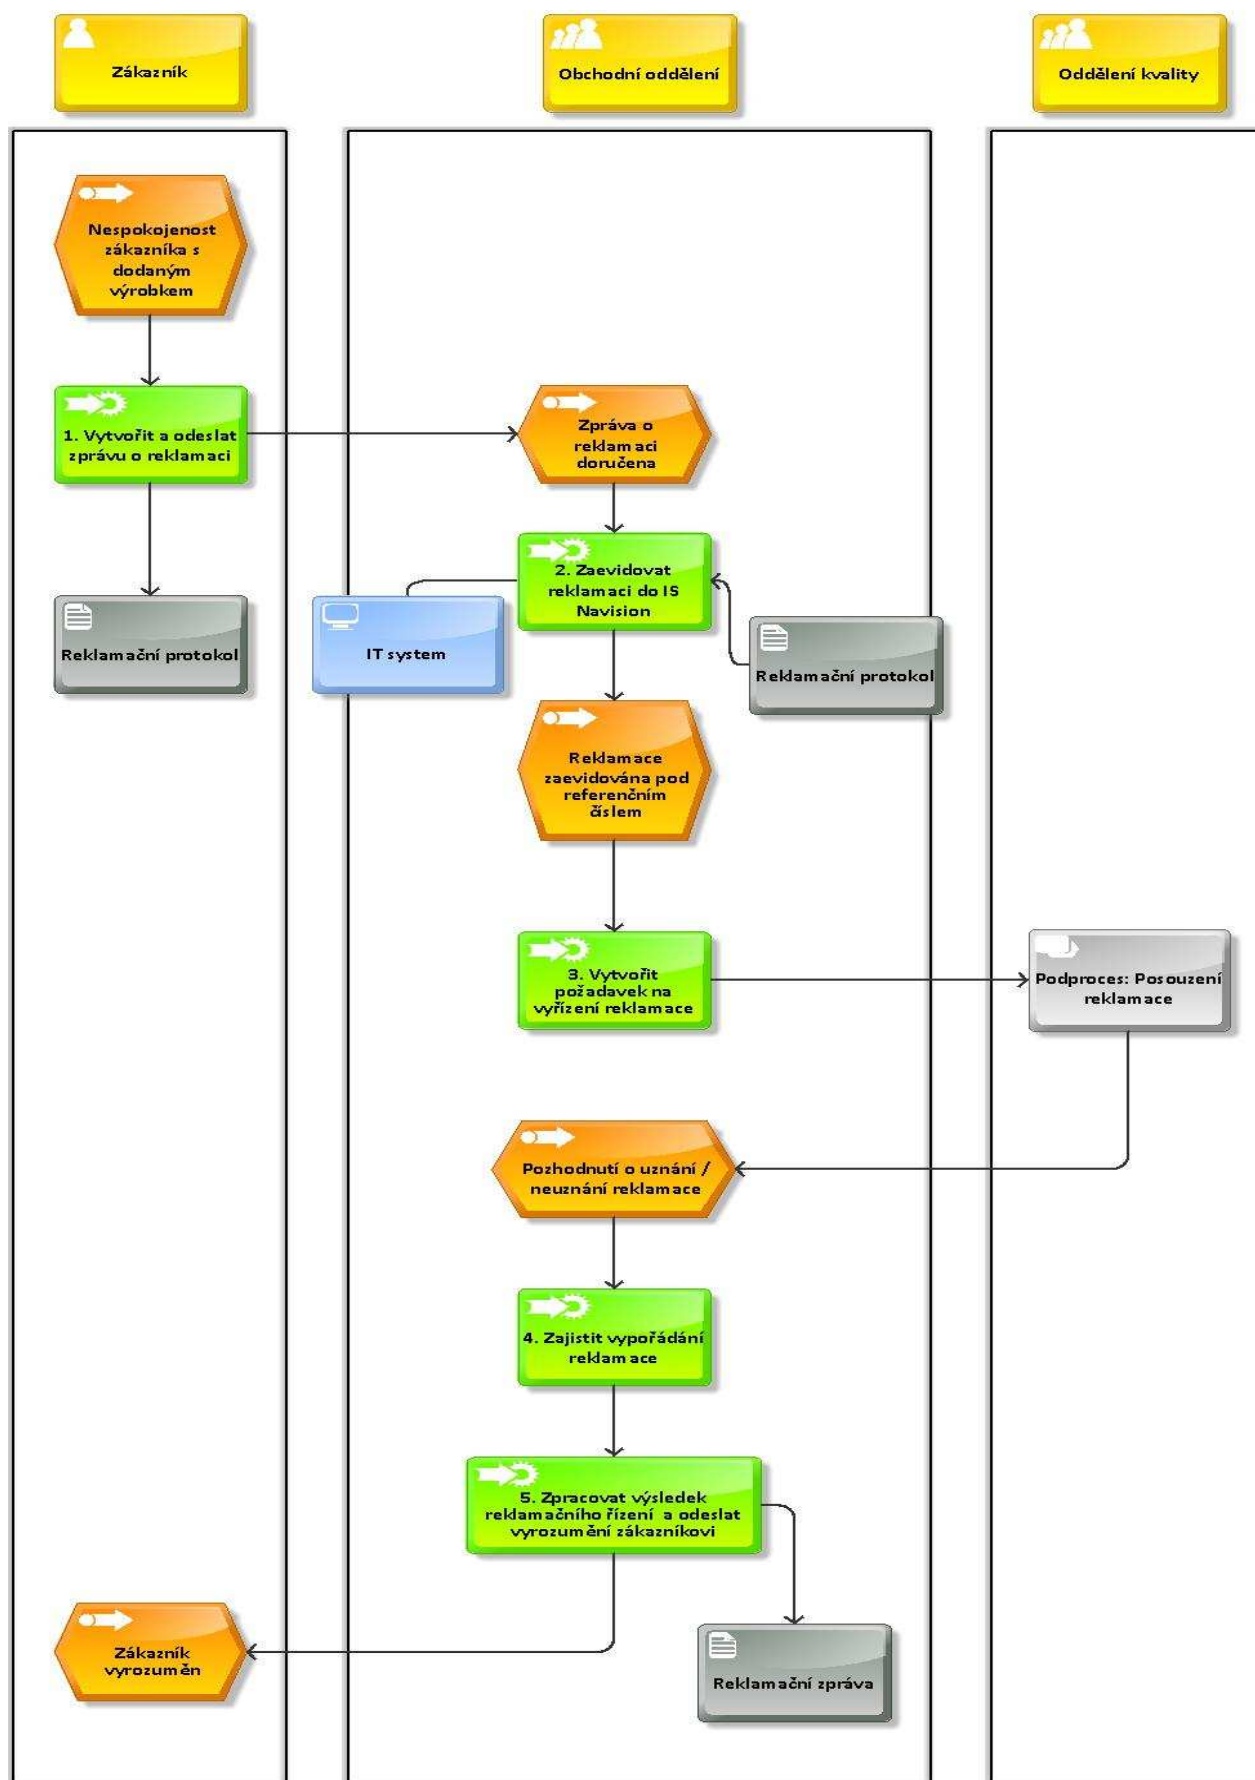 Zákazník
Obchodní oddělení
Oddělení kvality
Nespokojenost
zákazníka s
dodaným
výrobkem
1. Vytvořit a odeslat
zprávu o reklamaci
Zpráva o
reklamaci
doručena
2. Zaevidovat
reklamaci do IS
Navision
Reklamační protokol
IT system
Reklamační protokol
Reklamace
zaevidována pod
referenčním
číslem
3. Vytvořit
požadavek na
vyřízení reklamace
Podproces: Posouzení
reklamace
Pozhodnutí o uznání /
neuznání reklamace
4. Zajistit vypořádání
reklamace
5. Zpracovat výsledek
reklamačního řízení a odeslat
vyrozumění zákazníkovi
Zákazník
vyrozuměn
Reklamační zpráva